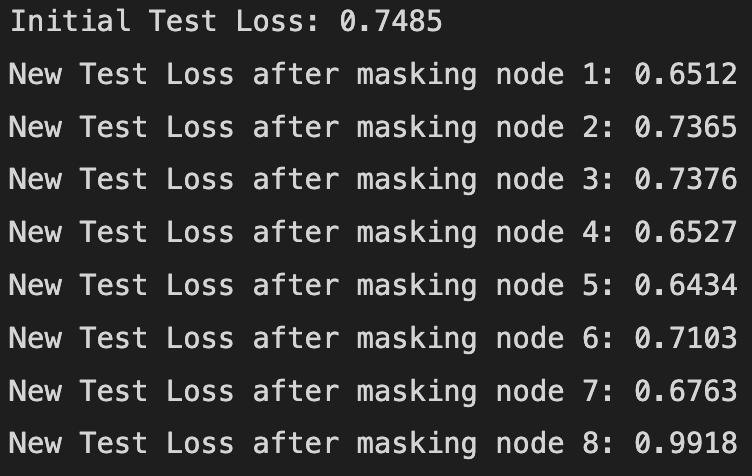 Initial Test Loss: 0.7485
New Test Loss after masking node 1: 0.6512
New Test Loss after masking node 2: 0.7365
New Test Loss after masking node 3: 0.7376
New Test Loss after masking node 4: 0.6527
New Test Loss after masking node 5: 0.6434
New Test Loss after masking node 6: 0.7103
New Test Loss after masking node 7: 0.6763
New Test Loss after masking node 8: 0.9918